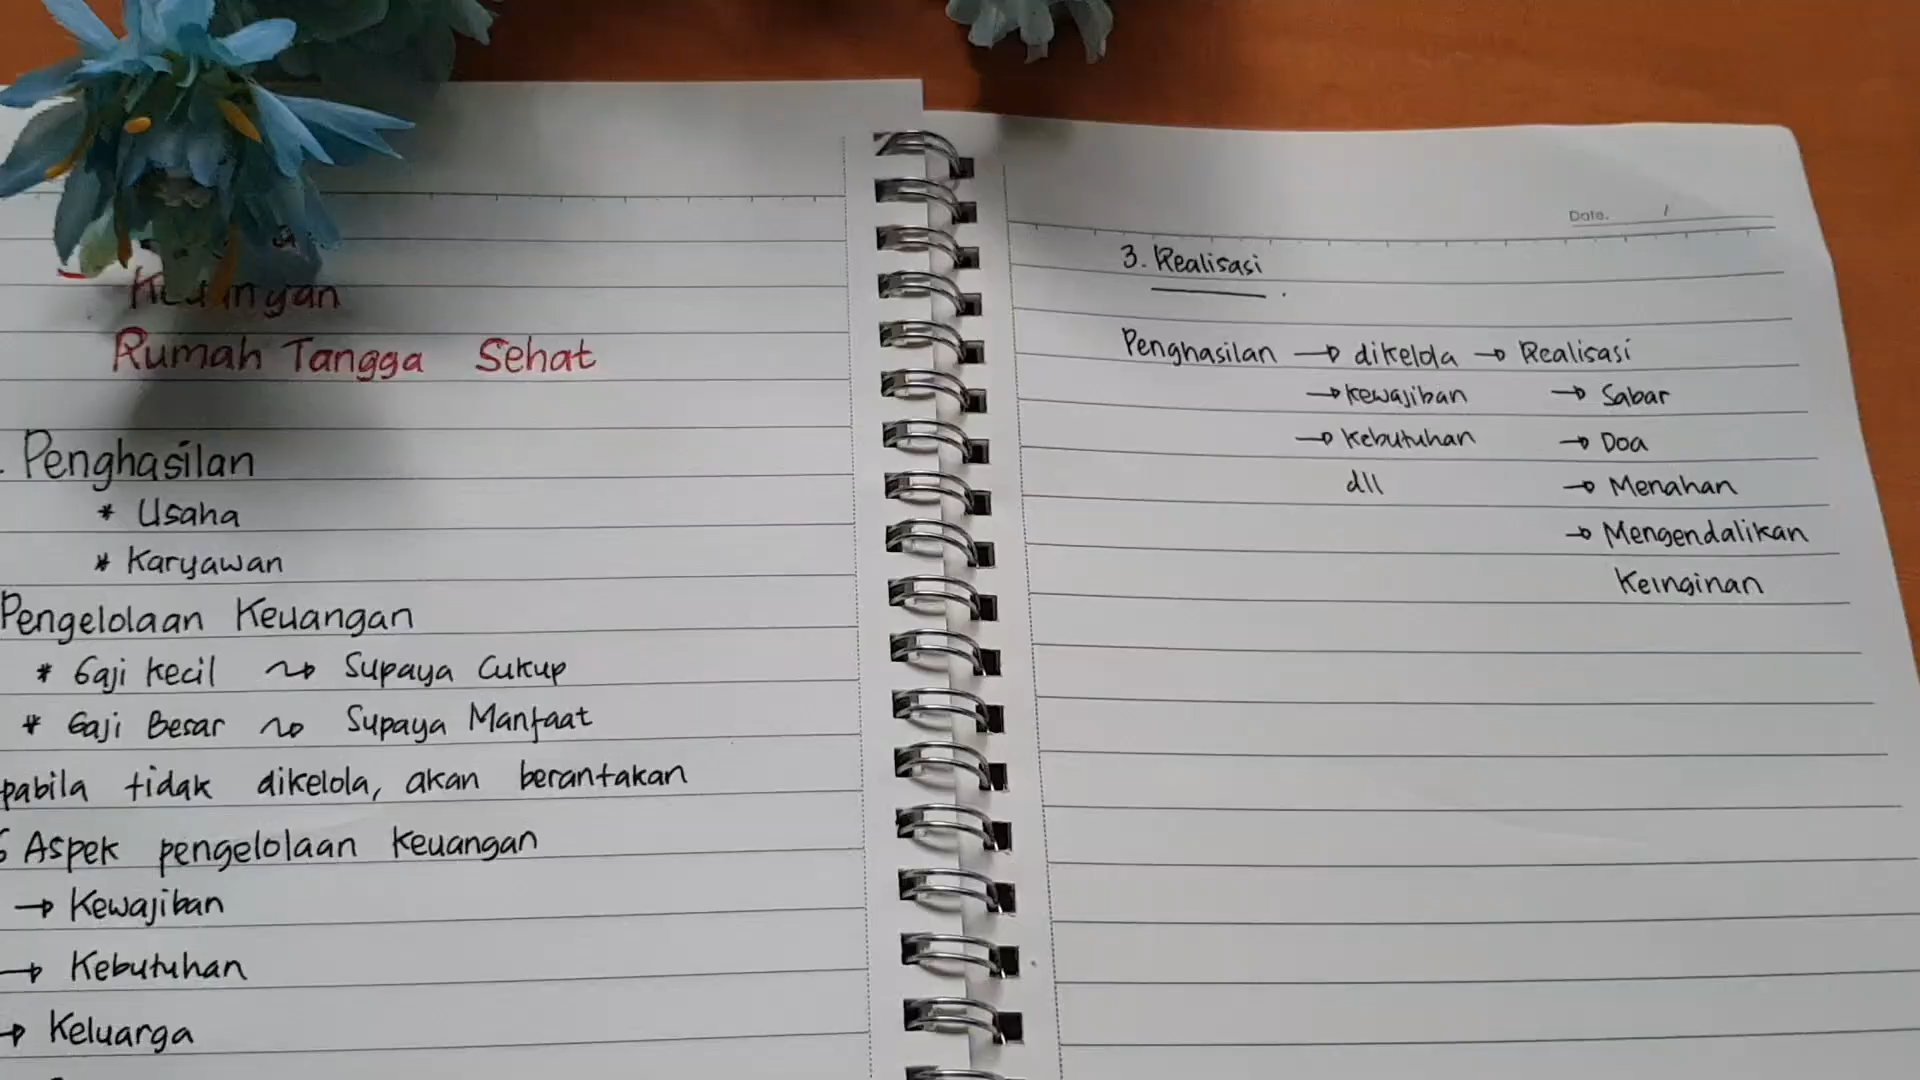 Rumah Tangga Sehat
. Penghasilan
* Usaha
* Karyawan
Pengelolaan Keuangan
* Gaji Kecil → Supaya Cukup
* Gaji Besar → Supaya Manfaat
pabila tidak dikelola, akan berantakan
Aspek pengelolaan keuangan
→ Kewajiban
→ Kebutuhan
→ Keluarga
Date. /
3. Realisasi
Penghasilan → dikelola → Realisasi
→ Kewajiban → Sabar
→ Kebutuhan → Doa
dll → Menahan
→ Mengendalikan
Keinginan